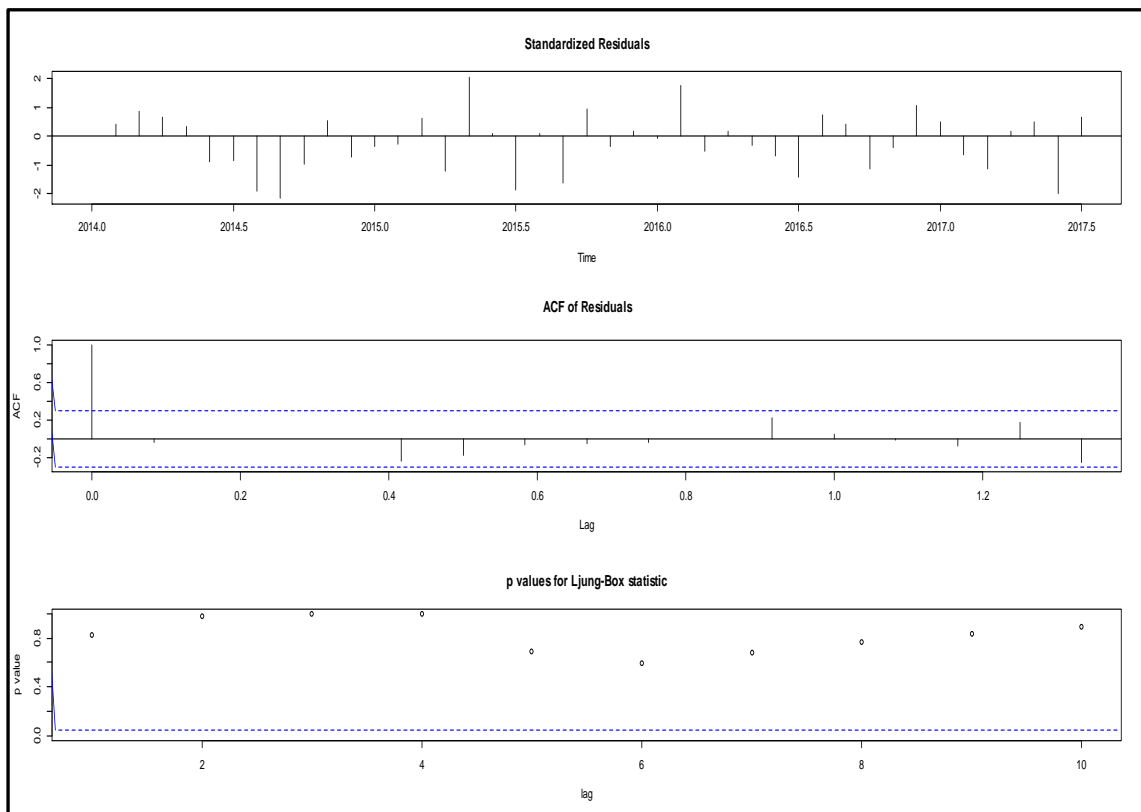 Standardized Residuals
2
1
0
-1
-2
2014.0 2014.5 2015.0 2015.5 2016.0 2016.5 2017.0 2017.5
Time
ACF of Residuals
ACF
1.0
0.6
0.2
-0.2
0.0 0.2 0.4 0.6 0.8 1.0 1.2
Lag
p values for Ljung-Box statistic
p value
0.8
0.4
0.0
2 4 6 8 10
lag